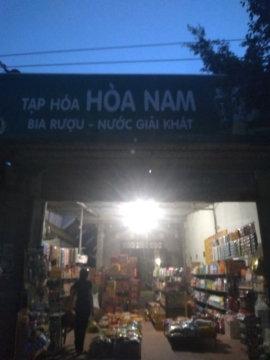 TẠP HÓA HÒA NAM
BIA RƯỢU - NƯỚC GIẢI KHÁT